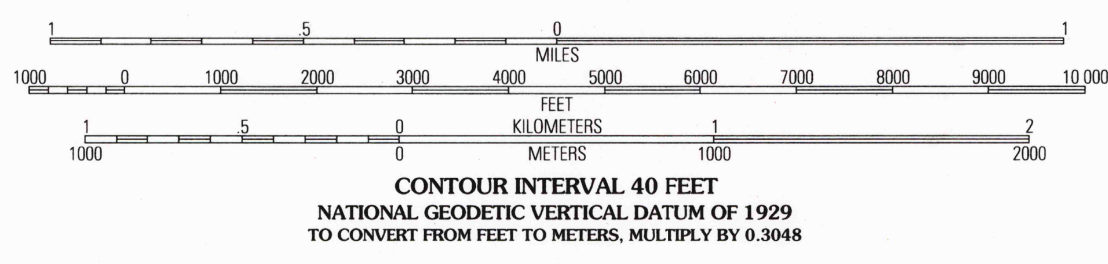 1 .5 0 1
MILES
1000 0 1000 2000 3000 4000 5000 6000 7000 8000 9000 10 000
FEET
1 .5 0 KILOMETERS 1 2
1000 0 METERS 1000 2000
CONTOUR INTERVAL 40 FEET
NATIONAL GEODETIC VERTICAL DATUM OF 1929
TO CONVERT FROM FEET TO METERS, MULTIPLY BY 0.3048